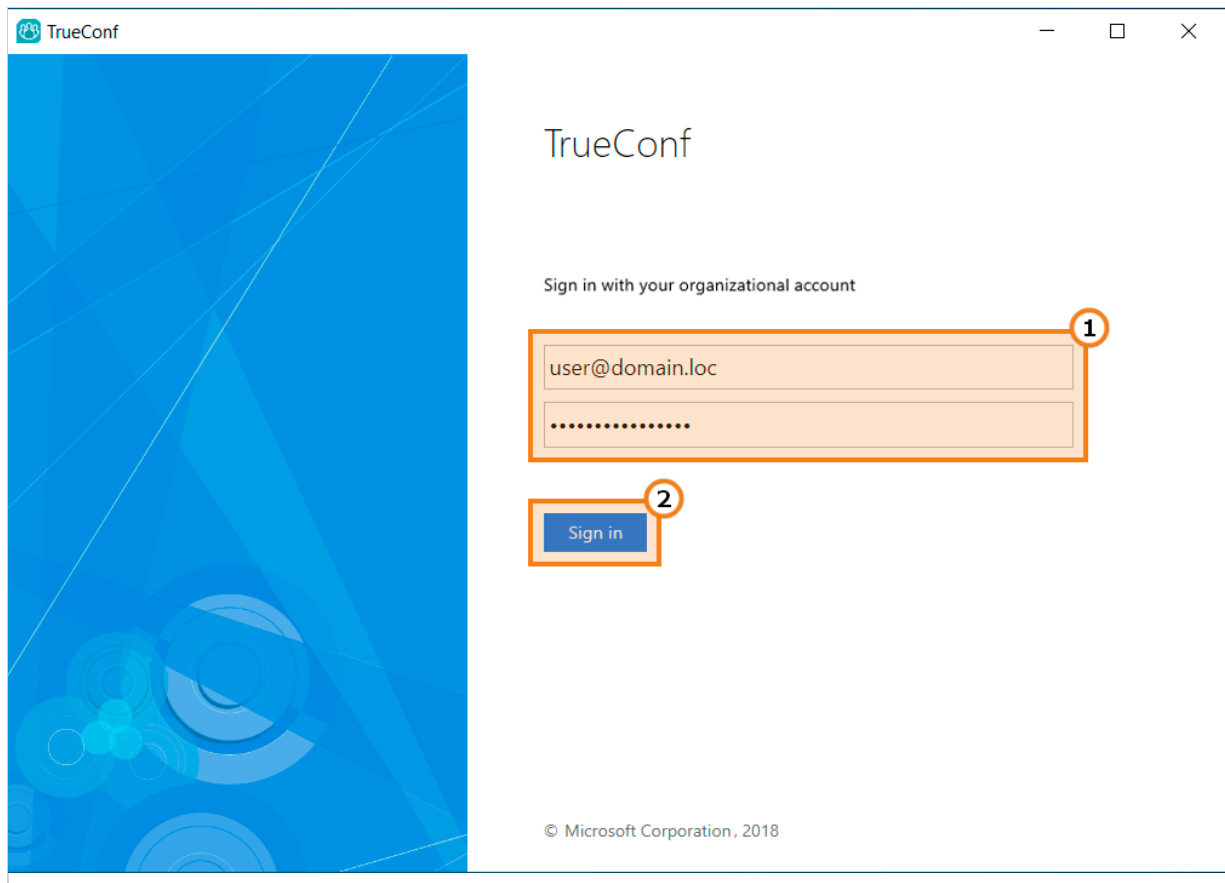 TrueConf
TrueConf
Sign in with your organizational account
1
user@domain.loc
••••••••••••••••
2
Sign in
© Microsoft Corporation, 2018